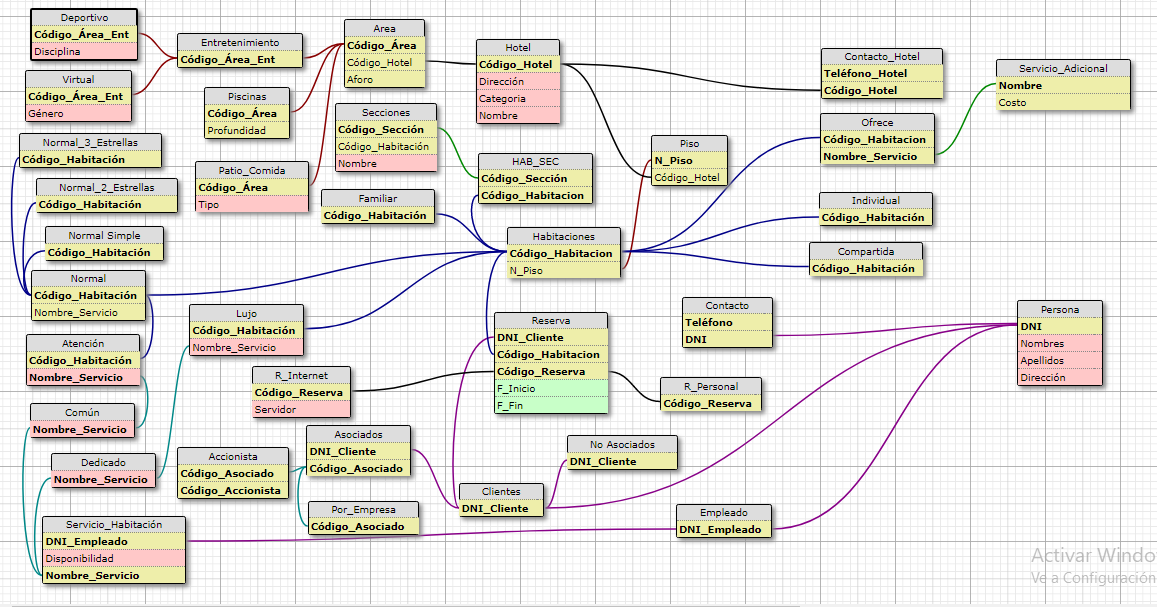 Deportivo
Código_Área_Ent
Disciplina
Virtual
Código_Área_Ent
Género
Entretenimiento
Código_Área_Ent
Piscinas
Código_Área
Profundidad
Area
Código_Área
Código_Hotel
Aforo
Hotel
Código_Hotel
Dirección
Categoria
Nombre
Contacto_Hotel
Teléfono_Hotel
Código_Hotel
Servicio_Adicional
Nombre
Costo
Secciones
Código_Sección
Código_Habitación
Nombre
Ofrece
Código_Habitacion
Nombre_Servicio
Normal_3_Estrellas
Código_Habitación
Normal_2_Estrellas
Código_Habitación
Patio_Comida
Código_Área
Tipo
HAB_SEC
Código_Sección
Código_Habitacion
Piso
N_Piso
Código_Hotel
Familiar
Código_Habitación
Individual
Código_Habitación
Normal Simple
Código_Habitación
Habitaciones
Código_Habitacion
N_Piso
Compartida
Código_Habitación
Normal
Código_Habitación
Nombre_Servicio
Lujo
Código_Habitación
Nombre_Servicio
Reserva
DNI_Cliente
Código_Habitacion
Código_Reserva
F_Inicio
F_Fin
Contacto
Teléfono
DNI
Persona
DNI
Nombres
Apellidos
Dirección
Atención
Código_Habitación
Nombre_Servicio
R_Internet
Código_Reserva
Servidor
R_Personal
Código_Reserva
Común
Nombre_Servicio
Asociados
DNI_Cliente
Código_Asociado
No Asociados
DNI_Cliente
Dedicado
Nombre_Servicio
Accionista
Código_Asociado
Código_Accionista
Clientes
DNI_Cliente
Por_Empresa
Código_Asociado
Empleado
DNI_Empleado
Servicio_Habitación
DNI_Empleado
Disponibilidad
Nombre_Servicio
Activar Windo
Ve a Configuración